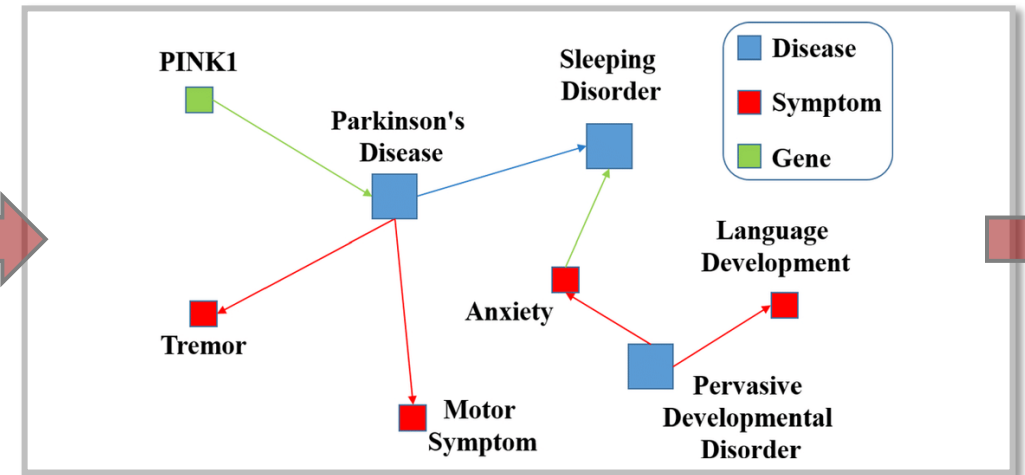 PINK1
Parkinson's
Disease
Sleeping
Disorder
Disease
Symptom
Gene
Language
Development
Anxiety
Tremor
Motor
Symptom
Pervasive
Developmental
Disorder